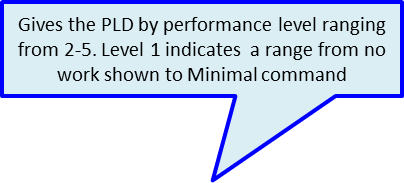 Gives the PLD by performance level ranging
from 2-5. Level 1 indicates  a range from no
work shown to Minimal command